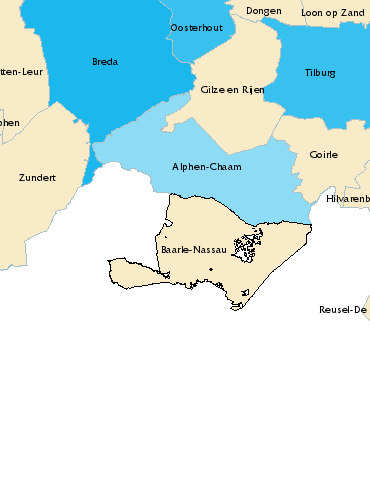 Dongen
Loon op Zand
Oosterhout
Breda
tten-Leur
Tilburg
Gilze en Rijen
phen
Goirle
Alphen-Chaam
Zundert
Hilvarenb
Baarle-Nassau
Reusel-De